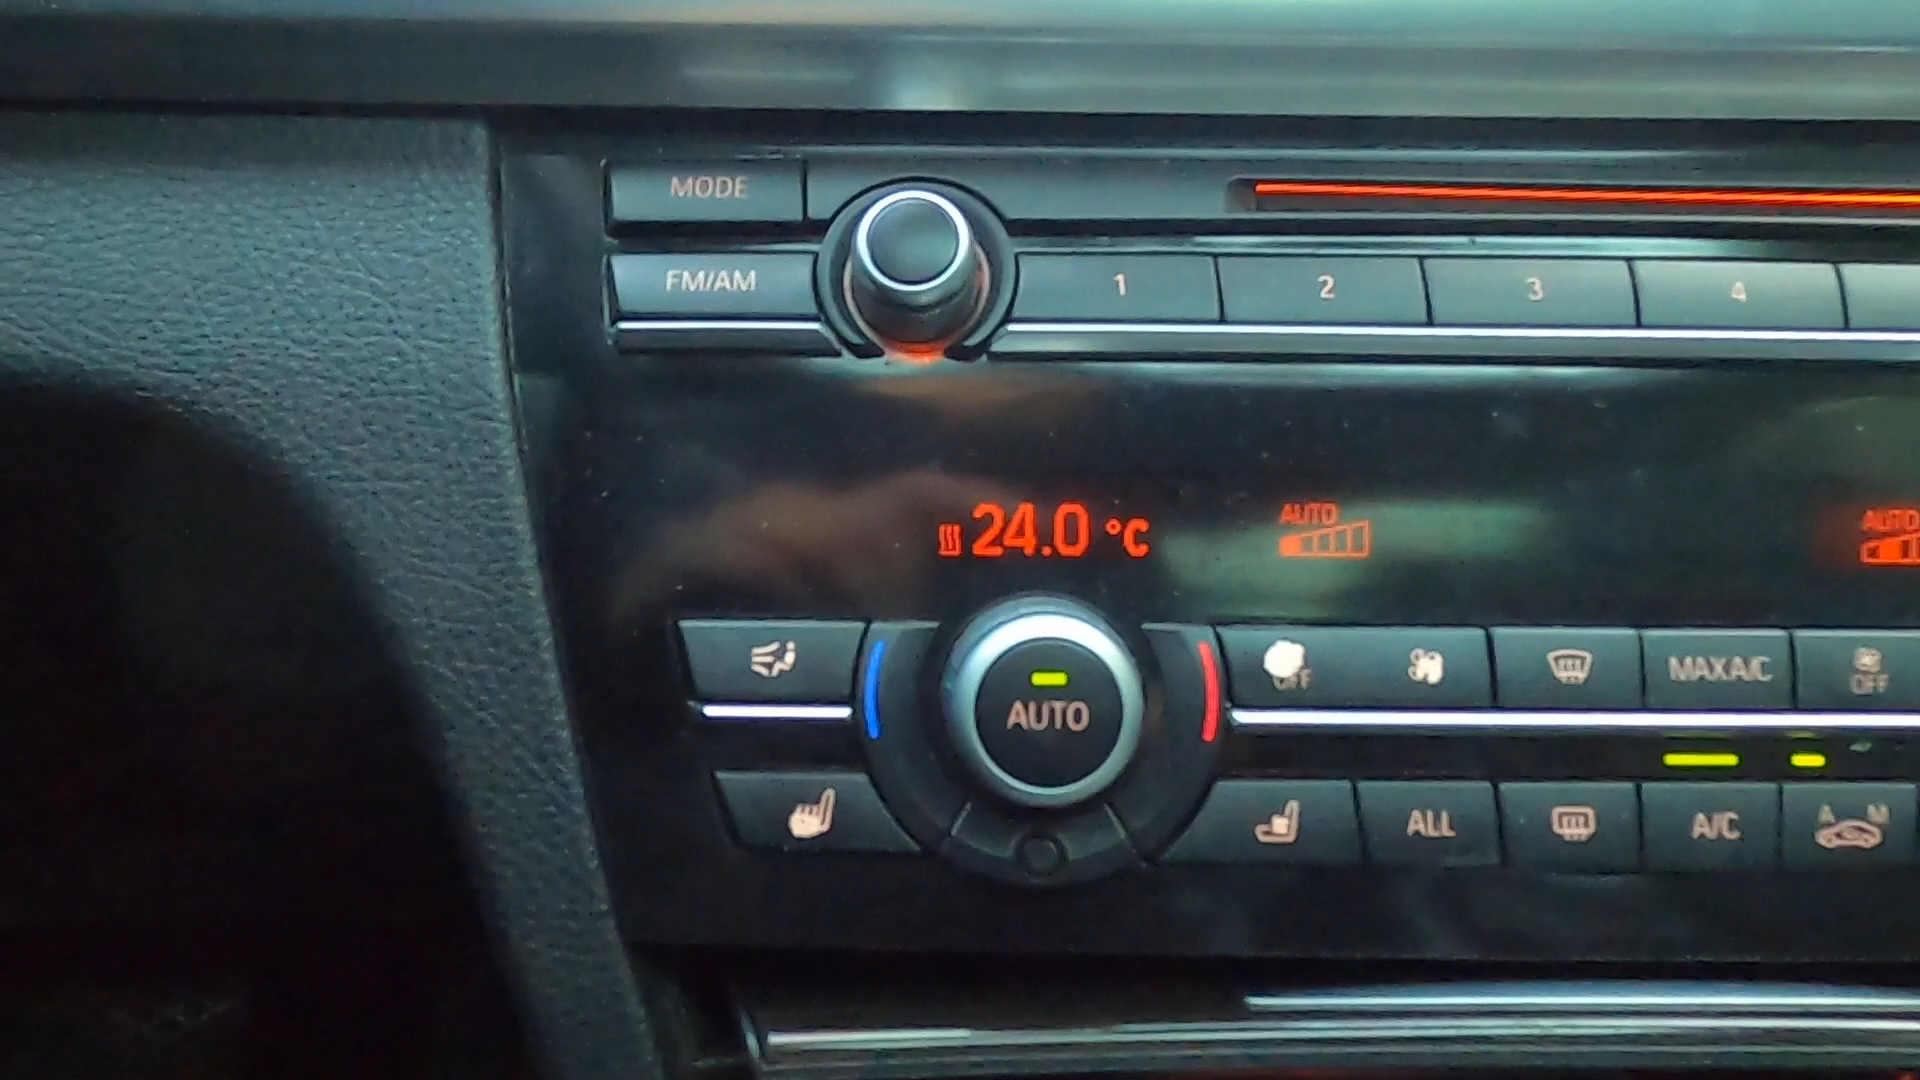 MODE
FM/AM 1 2 3 4
24.0 °C AUTO AUTO
AUTO OFF MAX A/C OFF
ALL A/C A M